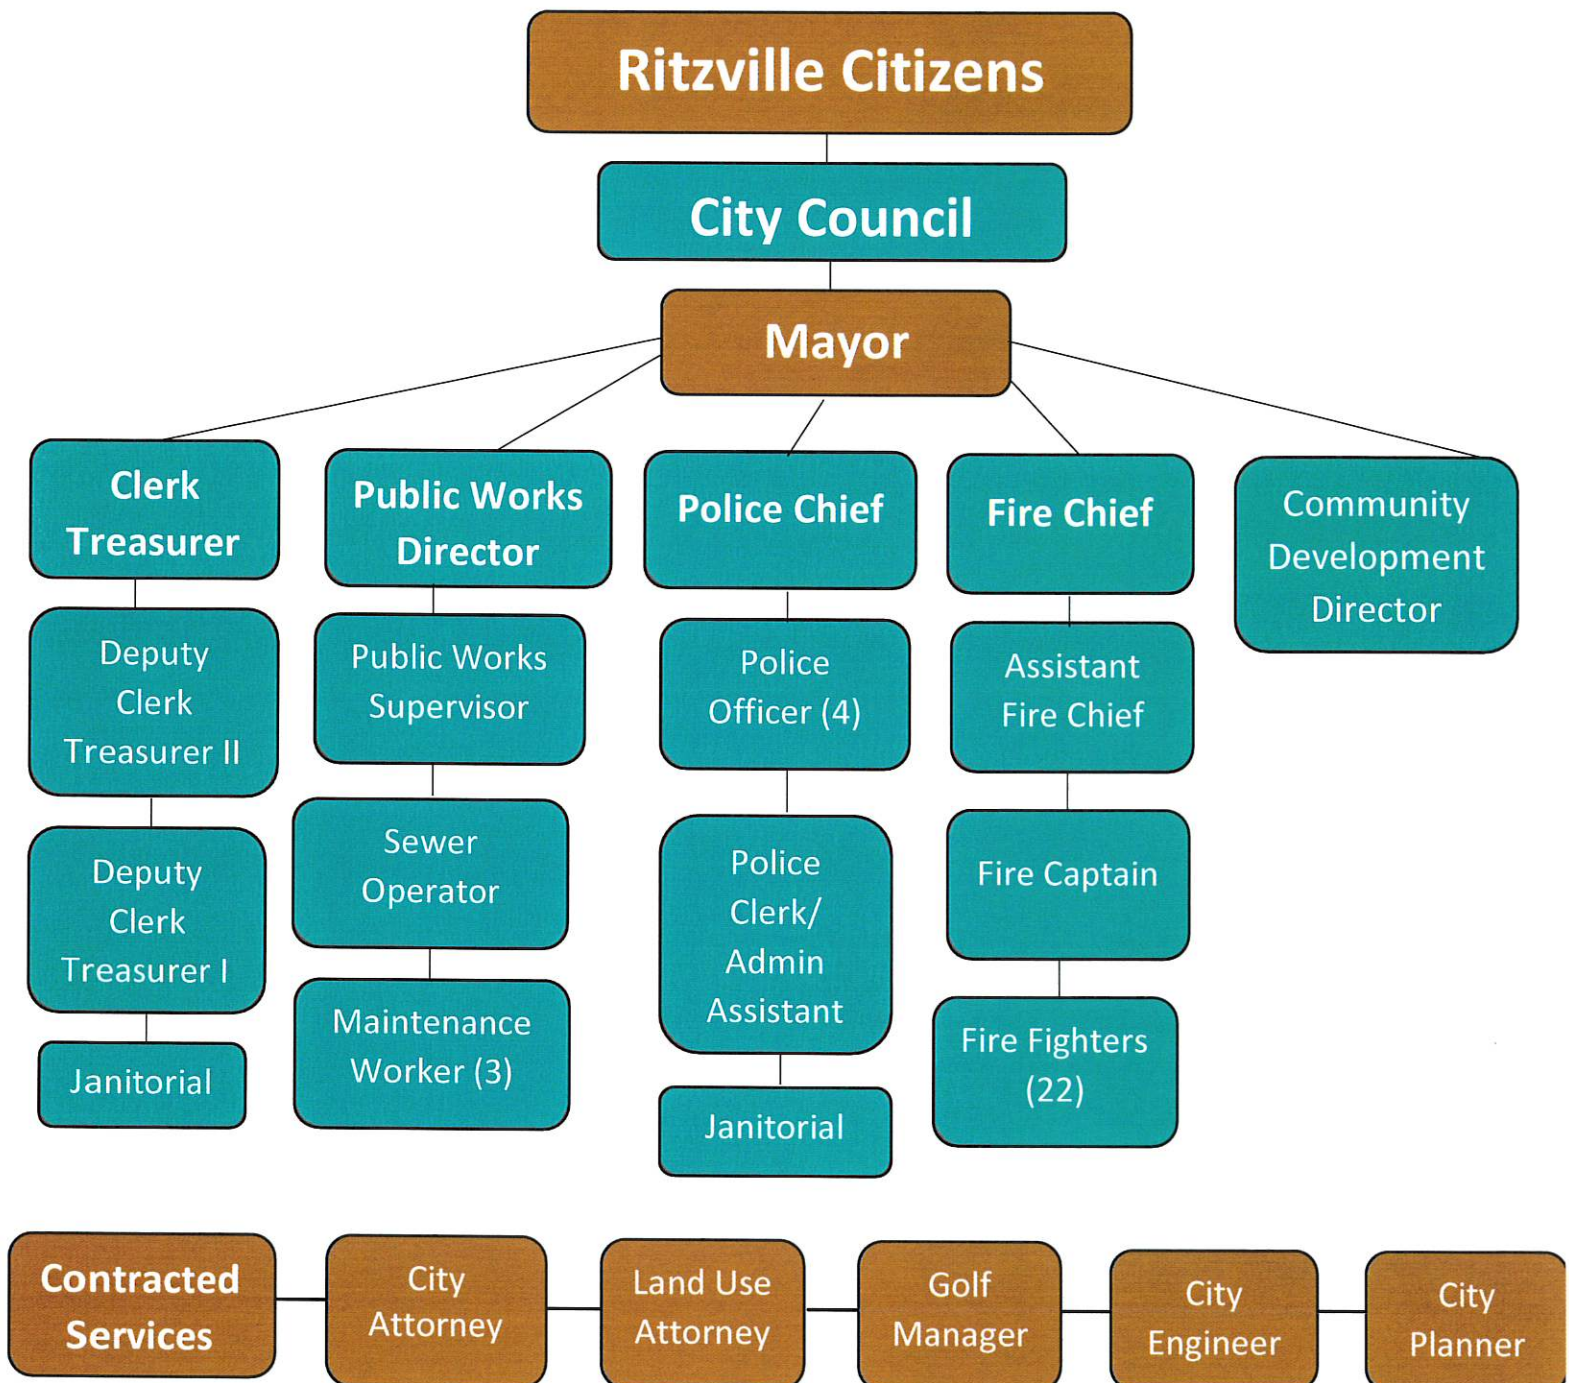 Ritzville Citizens
City Council
Mayor
Clerk
Treasurer
Deputy
Clerk
Treasurer II
Deputy
Clerk
Treasurer I
Janitorial
Public Works
Director
Public Works
Supervisor
Sewer
Operator
Maintenance
Worker (3)
Police Chief
Police
Officer (4)
Police
Clerk/
Admin
Assistant
Janitorial
Fire Chief
Assistant
Fire Chief
Fire Captain
Fire Fighters
(22)
Community
Development
Director
Contracted
Services
City
Attorney
Land Use
Attorney
Golf
Manager
City
Engineer
City
Planner